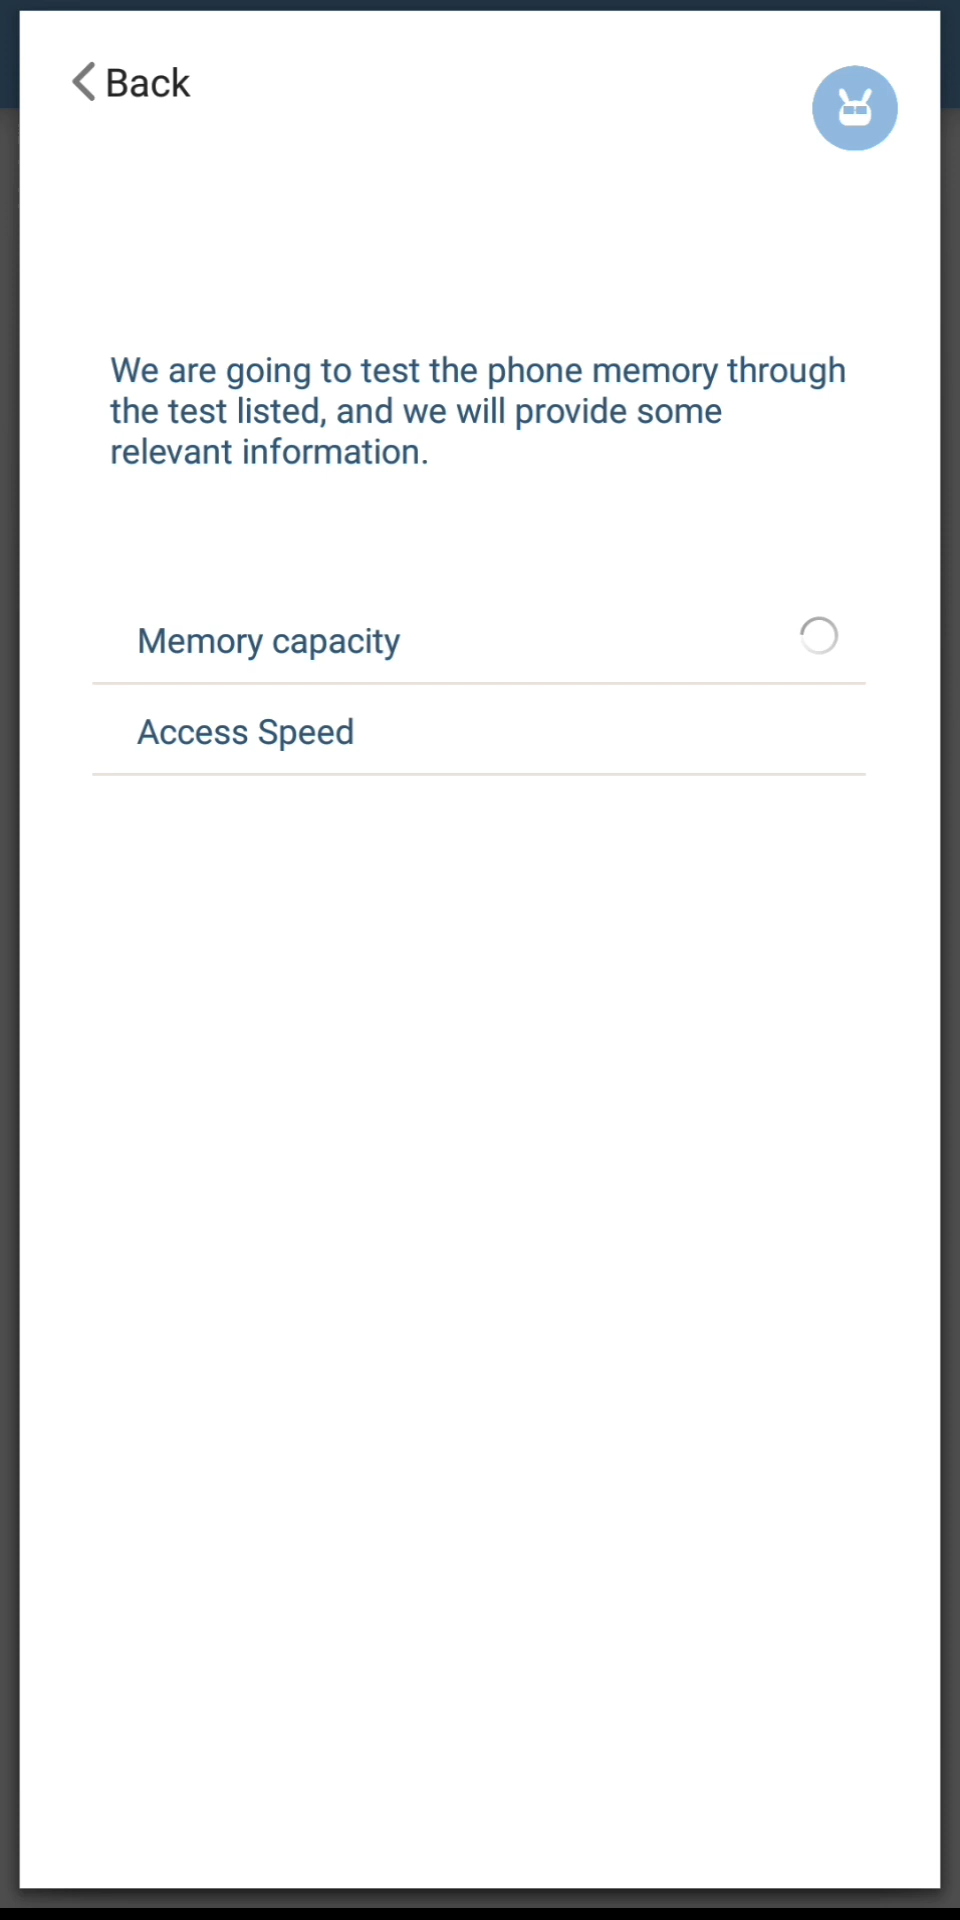 Back
We are going to test the phone memory through
the test listed, and we will provide some
relevant information.
Memory capacity
Access Speed